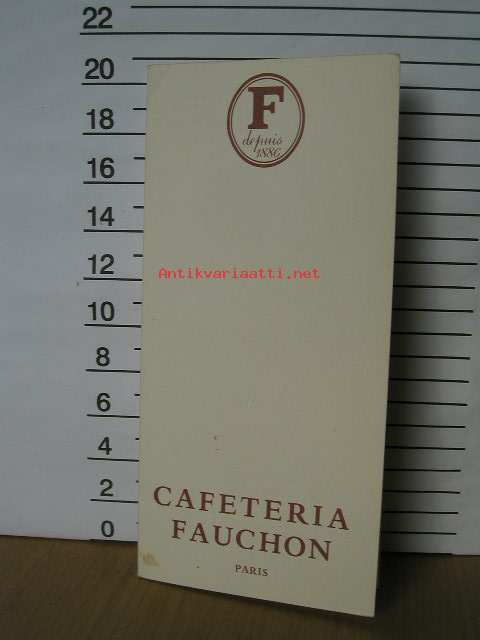 22
20
18
16
14
12
10
8
6
4
2
0
F
depuis
1886
Antikvariaatti.net
CAFETERIA
FAUCHON
PARIS